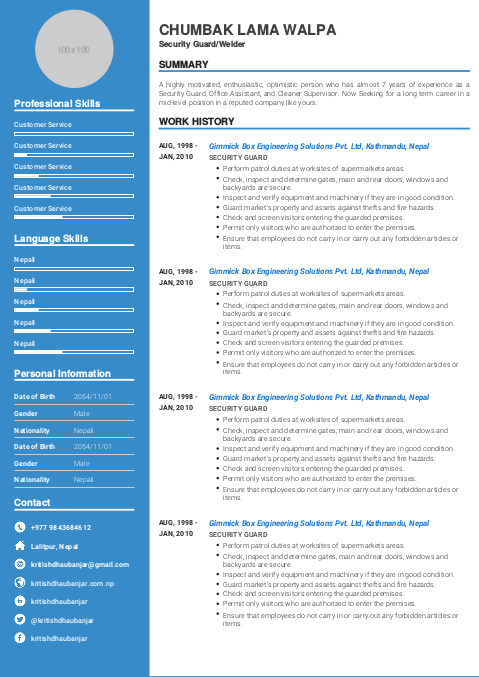 100 x 100
Professional Skills
Customer Service
Customer Service
Customer Service
Customer Service
Customer Service
Language Skills
Nepali
Nepali
Nepali
Nepali
Nepali
Personal Information
Date of Birth 2054/11/01
Gender Male
Nationality Nepali
Date of Birth 2054/11/01
Gender Male
Nationality Nepali
Contact
+977 9843684612
Lalitpur, Nepal
kritishdhaubanjar@gmail.com
kritishdhaubanjar.com.np
kritishdhaubanjar
@kritishdhaubanjar
kritishdhaubanjar
CHUMBAK LAMA WALPA
Security Guard/Welder
SUMMARY
A highly motivated, enthusiastic, optimistic person who has almost 7 years of experience as a
Security Guard, Office Assistant, and Cleaner Supervisor. Now Seeking for a long term career in a
mid-level position in a reputed company like yours.
WORK HISTORY
AUG, 1998 - Gimmick Box Engineering Solutions Pvt. Ltd, Kathmandu, Nepal
JAN, 2010 SECURITY GUARD
• Perform patrol duties at worksites of supermarkets areas.
• Check, inspect and determine gates, main and rear doors, windows and
backyards are secure.
• Inspect and verify equipment and machinery if they are in good condition.
• Guard market's property and assets against thefts and fire hazards.
• Check and screen visitors entering the guarded premises.
• Permit only visitors who are authorized to enter the premises.
• Ensure that employees do not carry in or carry out any forbidden articles or
items.
AUG, 1998 - Gimmick Box Engineering Solutions Pvt. Ltd, Kathmandu, Nepal
JAN, 2010 SECURITY GUARD
• Perform patrol duties at worksites of supermarkets areas.
• Check, inspect and determine gates, main and rear doors, windows and
backyards are secure.
• Inspect and verify equipment and machinery if they are in good condition.
• Guard market's property and assets against thefts and fire hazards.
• Check and screen visitors entering the guarded premises.
• Permit only visitors who are authorized to enter the premises.
• Ensure that employees do not carry in or carry out any forbidden articles or
items.
AUG, 1998 - Gimmick Box Engineering Solutions Pvt. Ltd, Kathmandu, Nepal
JAN, 2010 SECURITY GUARD
• Perform patrol duties at worksites of supermarkets areas.
• Check, inspect and determine gates, main and rear doors, windows and
backyards are secure.
• Inspect and verify equipment and machinery if they are in good condition.
• Guard market's property and assets against thefts and fire hazards.
• Check and screen visitors entering the guarded premises.
• Permit only visitors who are authorized to enter the premises.
• Ensure that employees do not carry in or carry out any forbidden articles or
items.
AUG, 1998 - Gimmick Box Engineering Solutions Pvt. Ltd, Kathmandu, Nepal
JAN, 2010 SECURITY GUARD
• Perform patrol duties at worksites of supermarkets areas.
• Check, inspect and determine gates, main and rear doors, windows and
backyards are secure.
• Inspect and verify equipment and machinery if they are in good condition.
• Guard market's property and assets against thefts and fire hazards.
• Check and screen visitors entering the guarded premises.
• Permit only visitors who are authorized to enter the premises.
• Ensure that employees do not carry in or carry out any forbidden articles or
items.